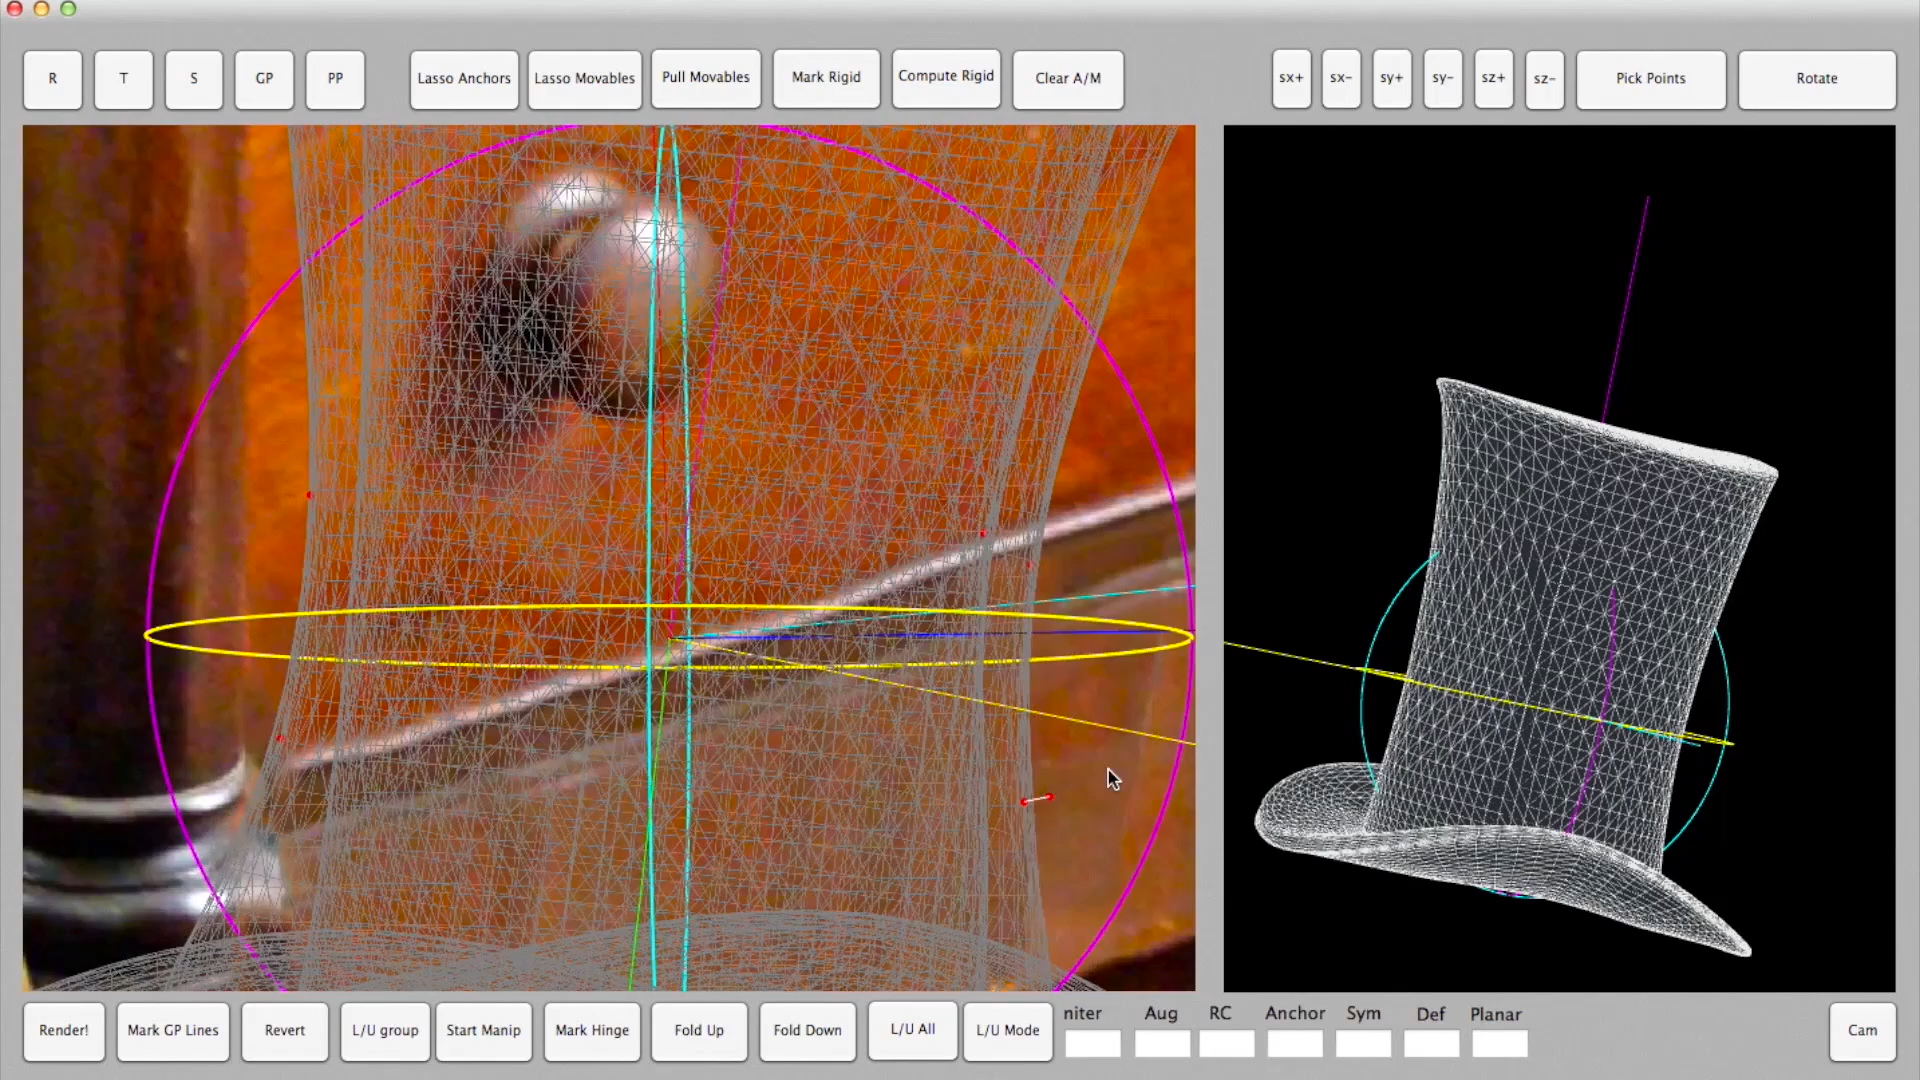 R T S GP PP Lasso Anchors Lasso Movables Pull Movables Mark Rigid Compute Rigid Clear A/M sx+ sx- sy+ sy- sz+ sz- Pick Points Rotate
niter Aug RC Anchor Sym Def Planar
Render! Mark GP Lines Revert L/U group Start Manip Mark Hinge Fold Up Fold Down L/U All L/U Mode Cam